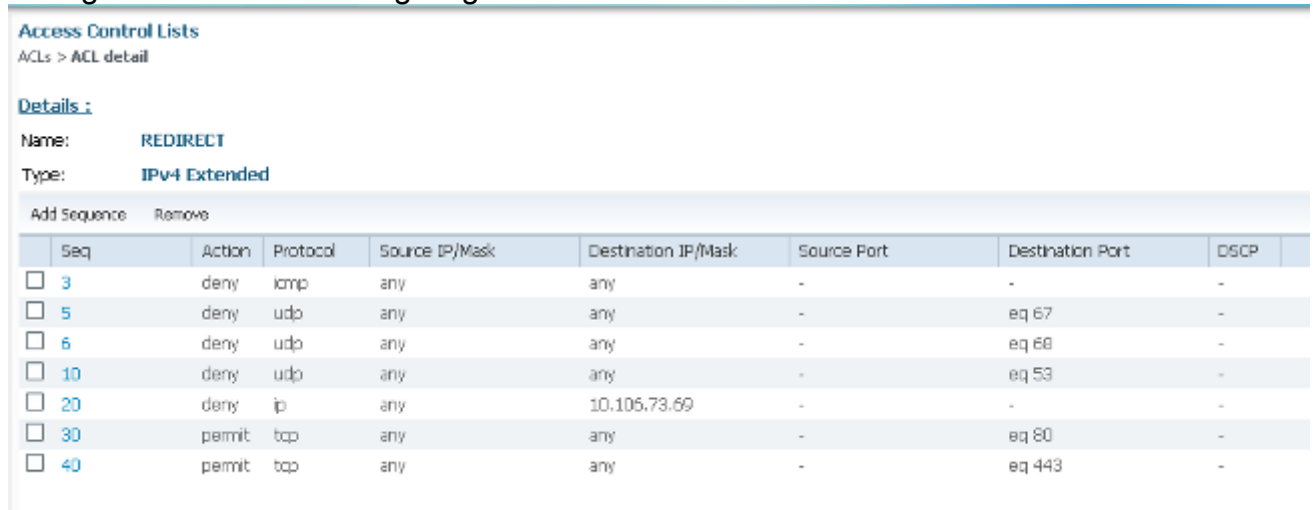 Access Control Lists
ACLs > ACL detail
Details :
Name: REDIRECT
Type: IPv4 Extended
Add Sequence Remove
Seq Action Protocol Source IP/Mask Destination IP/Mask Source Port Destination Port DSCP
3 deny icmp any any - - -
5 deny udp any any - eq 67 -
6 deny udp any any - eq 68 -
10 deny udp any any - eq 53 -
20 deny ip any 10.106.73.69 - - -
30 permit tcp any any - eq 80 -
40 permit tcp any any - eq 443 -